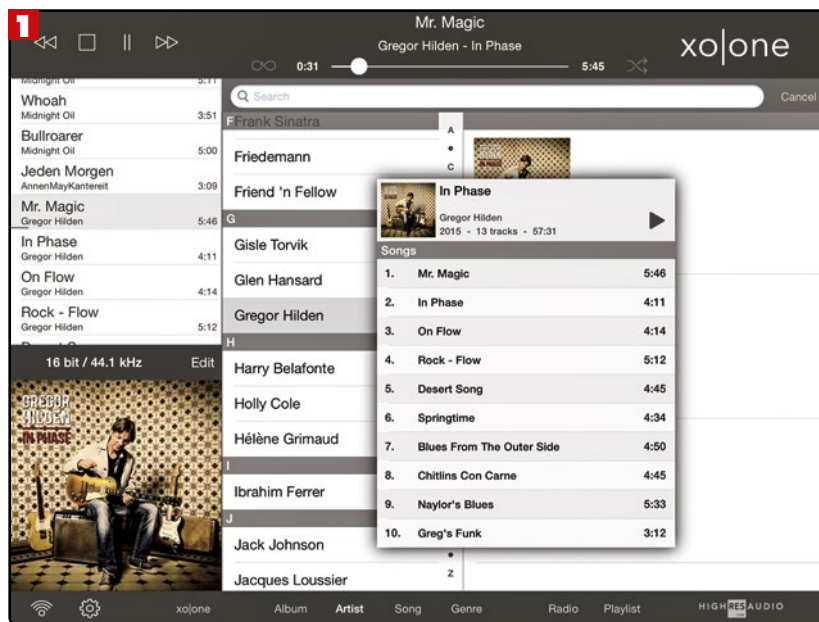 1
Mr. Magic
Gregor Hilden - In Phase
xo|one
0:31
5:45
Midnight Oil 5:11
Whoah
Midnight Oil 3:51
Bullroarer
Midnight Oil 5:00
Jeden Morgen
AnnenMayKantereit 3:09
Mr. Magic
Gregor Hilden 5:46
In Phase
Gregor Hilden 4:11
On Flow
Gregor Hilden 4:14
Rock - Flow
Gregor Hilden 5:12
16 bit / 44.1 kHz Edit
GREGOR
HILDEN
IN PHASE
Search
Cancel
F Frank Sinatra
Friedemann
Friend 'n Fellow
G
Gisle Torvik
Glen Hansard
Gregor Hilden
H
Harry Belafonte
Holly Cole
Hélène Grimaud
I
Ibrahim Ferrer
J
Jack Johnson
Jacques Loussier
A
C
Z
In Phase
Gregor Hilden
2015 - 13 tracks - 57:31
Songs
1. Mr. Magic 5:46
2. In Phase 4:11
3. On Flow 4:14
4. Rock - Flow 5:12
5. Desert Song 4:45
6. Springtime 4:34
7. Blues From The Outer Side 4:50
8. Chitlins Con Carne 4:45
9. Naylor's Blues 5:33
10. Greg's Funk 3:12
xo|one Album Artist Song Genre Radio Playlist HIGHRESAUDIO